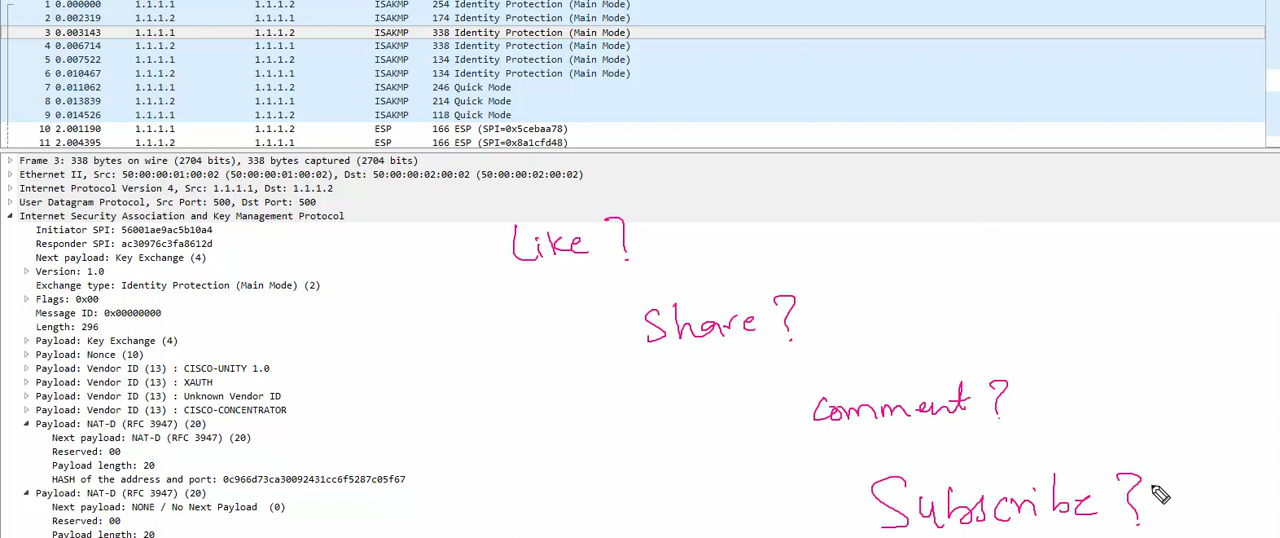 1 0.000000 1.1.1.1 1.1.1.2 ISAKMP 254 Identity Protection (Main Mode)
2 0.002319 1.1.1.2 1.1.1.1 ISAKMP 174 Identity Protection (Main Mode)
3 0.003143 1.1.1.1 1.1.1.2 ISAKMP 338 Identity Protection (Main Mode)
4 0.006714 1.1.1.2 1.1.1.1 ISAKMP 338 Identity Protection (Main Mode)
5 0.007522 1.1.1.1 1.1.1.2 ISAKMP 134 Identity Protection (Main Mode)
6 0.010467 1.1.1.2 1.1.1.1 ISAKMP 134 Identity Protection (Main Mode)
7 0.011062 1.1.1.1 1.1.1.2 ISAKMP 246 Quick Mode
8 0.013839 1.1.1.2 1.1.1.1 ISAKMP 214 Quick Mode
9 0.014526 1.1.1.1 1.1.1.2 ISAKMP 118 Quick Mode
10 2.001190 1.1.1.1 1.1.1.2 ESP 166 ESP (SPI=0x5cebaa78)
11 2.004395 1.1.1.2 1.1.1.1 ESP 166 ESP (SPI=0x8a1cfd48)
Frame 3: 338 bytes on wire (2704 bits), 338 bytes captured (2704 bits)
Ethernet II, Src: 50:00:00:01:00:02 (50:00:00:01:00:02), Dst: 50:00:00:02:00:02 (50:00:00:02:00:02)
Internet Protocol Version 4, Src: 1.1.1.1, Dst: 1.1.1.2
User Datagram Protocol, Src Port: 500, Dst Port: 500
Internet Security Association and Key Management Protocol
Initiator SPI: 56001ae9ac5b10a4
Responder SPI: ac30976c3fa8612d
Next payload: Key Exchange (4)
Version: 1.0
Exchange type: Identity Protection (Main Mode) (2)
Flags: 0x00
Message ID: 0x00000000
Length: 296
Payload: Key Exchange (4)
Payload: Nonce (10)
Payload: Vendor ID (13) : CISCO-UNITY 1.0
Payload: Vendor ID (13) : XAUTH
Payload: Vendor ID (13) : Unknown Vendor ID
Payload: Vendor ID (13) : CISCO-CONCENTRATOR
Payload: NAT-D (RFC 3947) (20)
Next payload: NAT-D (RFC 3947) (20)
Reserved: 00
Payload length: 20
HASH of the address and port: 0c966d73ca30092431cc6f5287c05f67
Payload: NAT-D (RFC 3947) (20)
Next payload: NONE / No Next Payload (0)
Reserved: 00
Payload length: 20
Like ?
Share ?
Comment ?
Subscribe ?